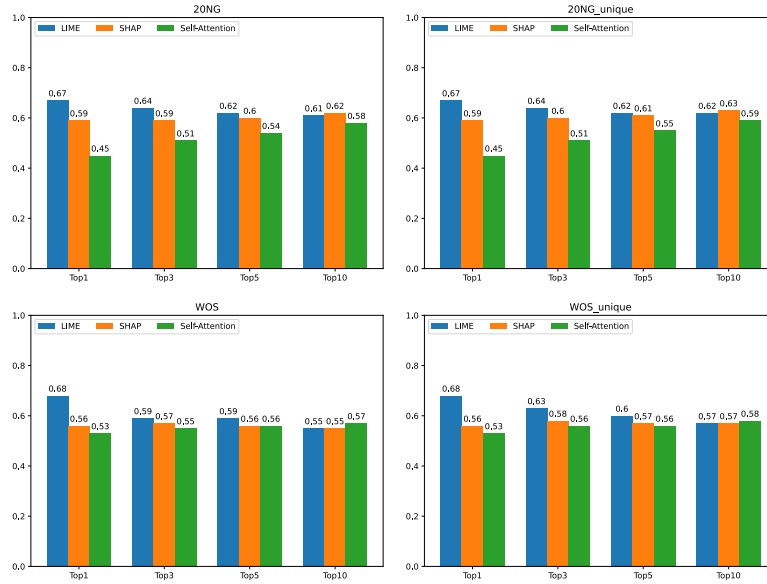 20NG
LIME SHAP Self-Attention
1.0
0.8
0.6
0.4
0.2
0.0
0.67 0.59 0.45 0.64 0.59 0.51 0.62 0.6 0.54 0.61 0.62 0.58
Top1 Top3 Top5 Top10
20NG_unique
LIME SHAP Self-Attention
1.0
0.8
0.6
0.4
0.2
0.0
0.67 0.59 0.45 0.64 0.6 0.51 0.62 0.61 0.55 0.62 0.63 0.59
Top1 Top3 Top5 Top10
WOS
LIME SHAP Self-Attention
1.0
0.8
0.6
0.4
0.2
0.0
0.68 0.56 0.53 0.59 0.57 0.55 0.59 0.56 0.56 0.55 0.55 0.57
Top1 Top3 Top5 Top10
WOS_unique
LIME SHAP Self-Attention
1.0
0.8
0.6
0.4
0.2
0.0
0.68 0.56 0.53 0.63 0.58 0.56 0.6 0.57 0.56 0.57 0.57 0.58
Top1 Top3 Top5 Top10